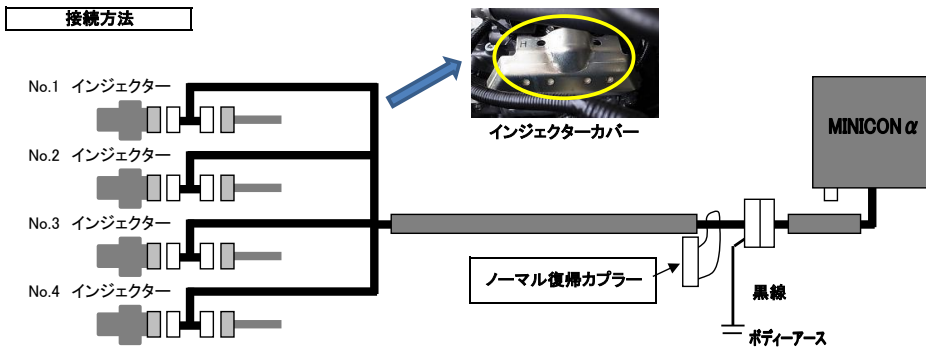 接続方法
No.1 インジェクター
No.2 インジェクター
No.3 インジェクター
No.4 インジェクター
H
インジェクターカバー
MINICON α
ノーマル復帰カプラー
黒線
ボディーアース